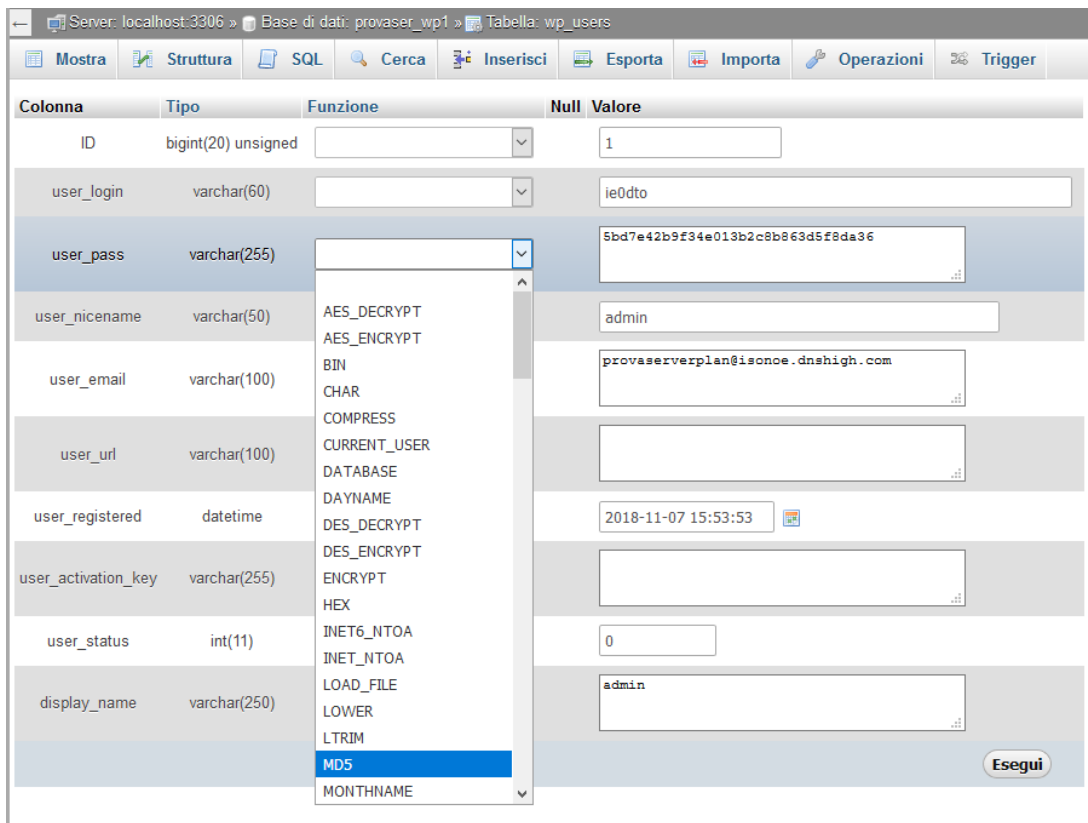 Server: localhost:3306 » Base di dati: provaser_wp1 » Tabella: wp_users
Mostra Struttura SQL Cerca Inserisci Esporta Importa Operazioni Trigger
Colonna Tipo Funzione Null Valore
ID bigint(20) unsigned 1
user_login varchar(60) ie0dto
user_pass varchar(255) 5bd7e42b9f34e013b2c8b863d5f8da36
user_nicename varchar(50) admin
user_email varchar(100) provaserverplan@isonoe.dnshigh.com
user_url varchar(100)
user_registered datetime 2018-11-07 15:53:53
user_activation_key varchar(255)
user_status int(11) 0
display_name varchar(250) admin
AES_DECRYPT
AES_ENCRYPT
BIN
CHAR
COMPRESS
CURRENT_USER
DATABASE
DAYNAME
DES_DECRYPT
DES_ENCRYPT
ENCRYPT
HEX
INET6_NTOA
INET_NTOA
LOAD_FILE
LOWER
LTRIM
MD5
MONTHNAME
Esegui